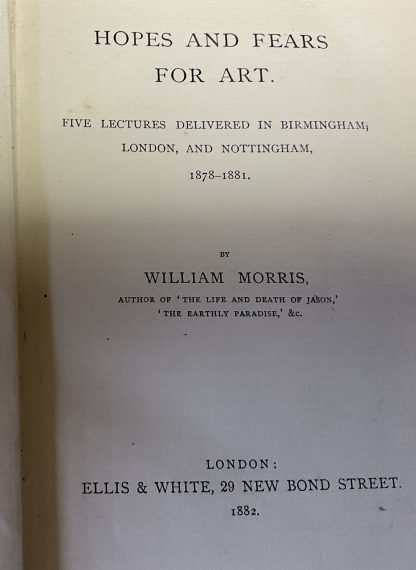 HOPES AND FEARS
FOR ART.
FIVE LECTURES DELIVERED IN BIRMINGHAM,
LONDON, AND NOTTINGHAM,
1878–1881.
BY
WILLIAM MORRIS,
AUTHOR OF ‘THE LIFE AND DEATH OF JASON,’
‘THE EARTHLY PARADISE,’ &c.
LONDON:
ELLIS & WHITE, 29 NEW BOND STREET.
1882.